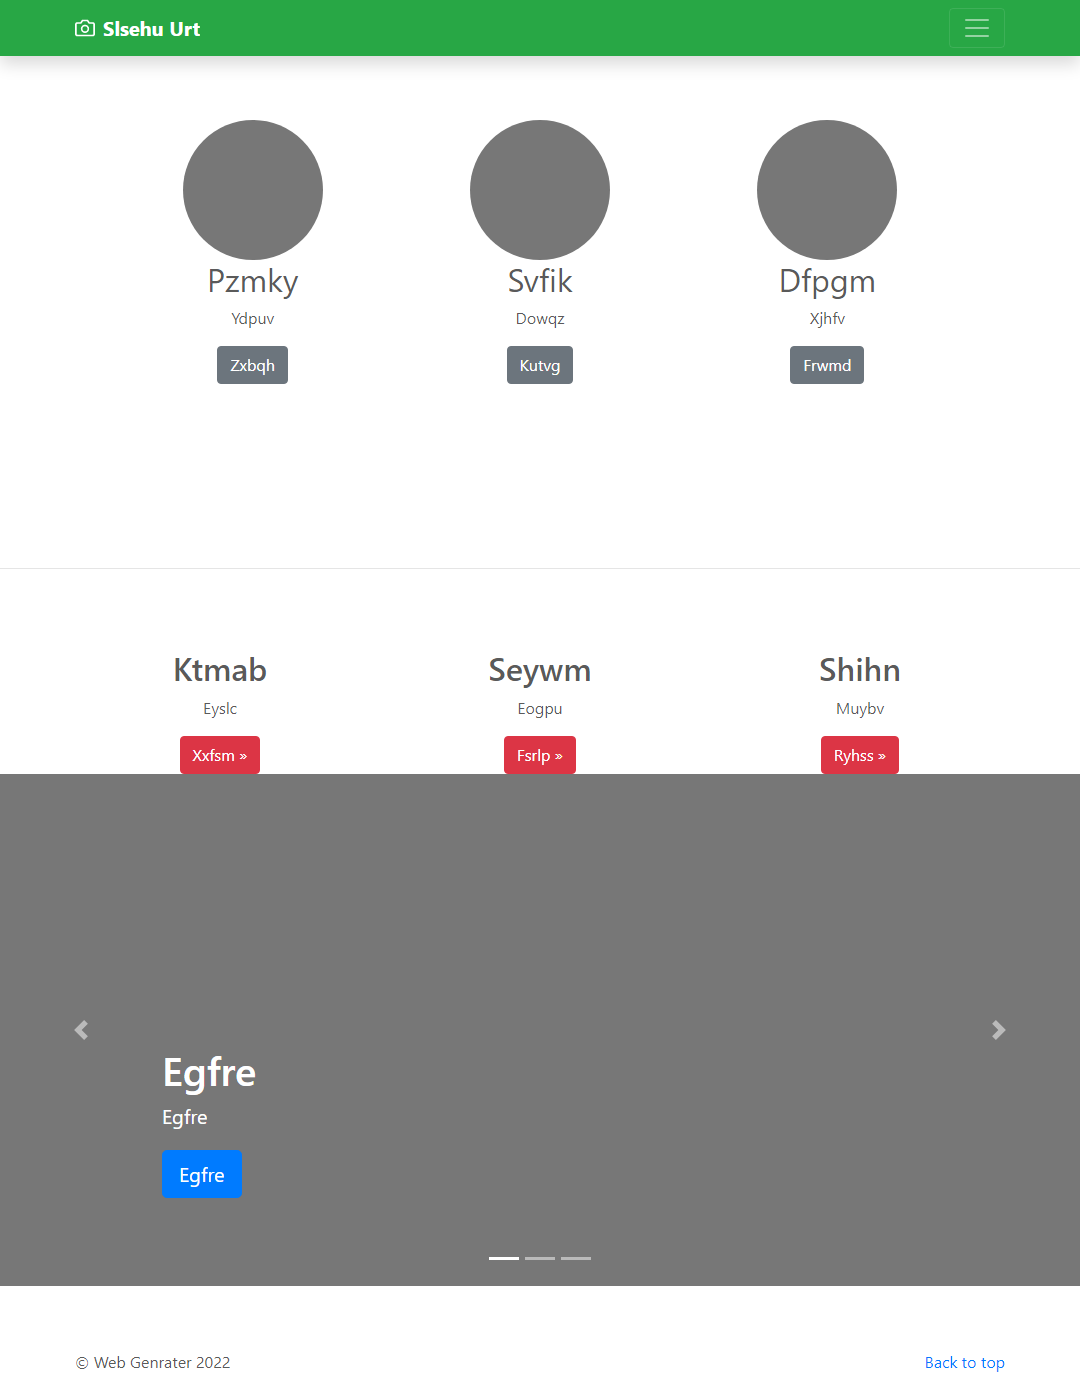 Slsehu Urt
Pzmky
Ydpuv
Zxbqh
Svfik
Dowqz
Kutvg
Dfpgm
Xjhfv
Frwmd
Ktmab
Eyslc
Xxfsm »
Seywm
Eogpu
Fsrlp »
Shihn
Muybv
Ryhss »
Egfre
Egfre
Egfre
© Web Genrater 2022
Back to top